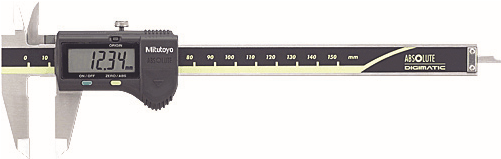 ORIGIN
Mitutoyo
12.34 mm
ON/OFF ZERO/ABS
0 10 80 90 100 110 120 130 140 150 mm
ABSOLUTE
DIGIMATIC